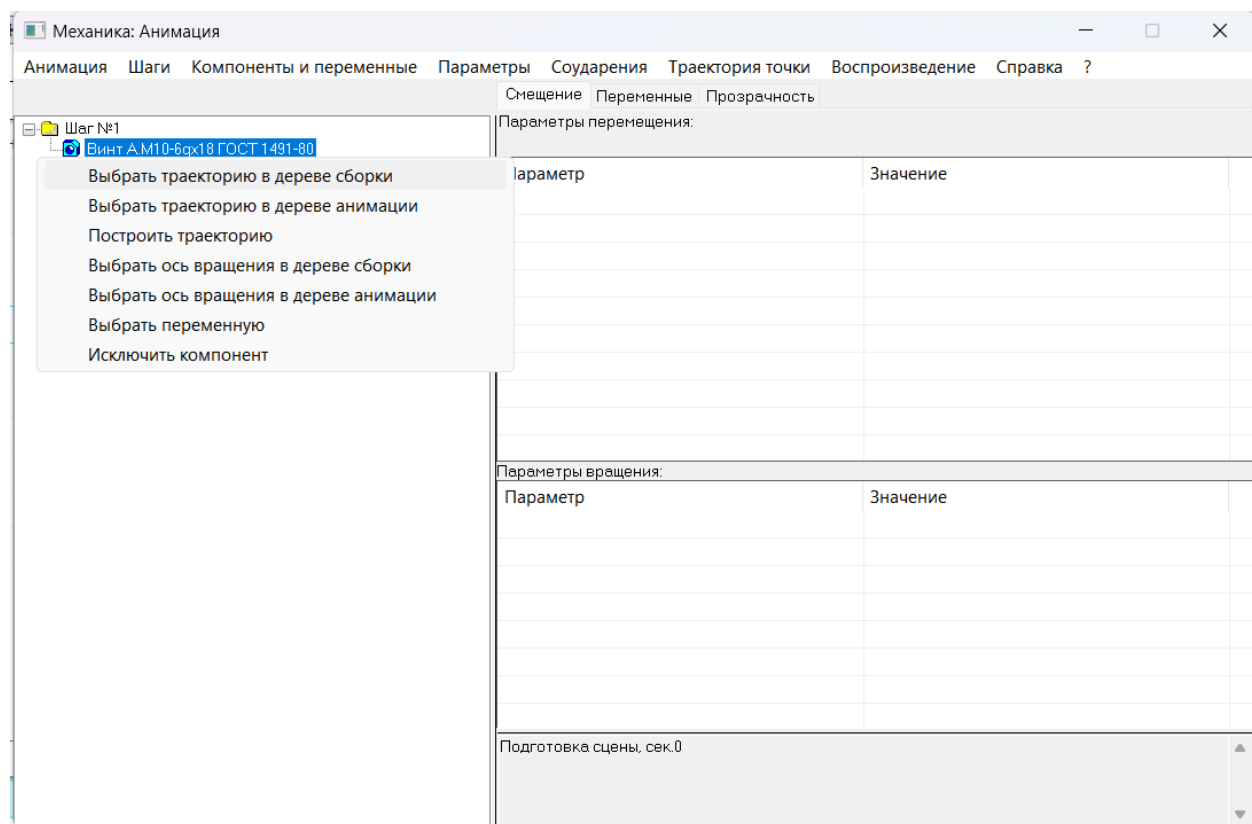 Механика: Анимация
Анимация Шаги Компоненты и переменные Параметры Соударения Траектория точки Воспроизведение Справка ?
Смещение Переменные Прозрачность
Шаг №1
Винт А.М10-6gx18 ГОСТ 1491-80
Параметры перемещения:
Параметр Значение
Выбрать траекторию в дереве сборки
Выбрать траекторию в дереве анимации
Построить траекторию
Выбрать ось вращения в дереве сборки
Выбрать ось вращения в дереве анимации
Выбрать переменную
Исключить компонент
Параметры вращения:
Параметр Значение
Подготовка сцены, сек.0